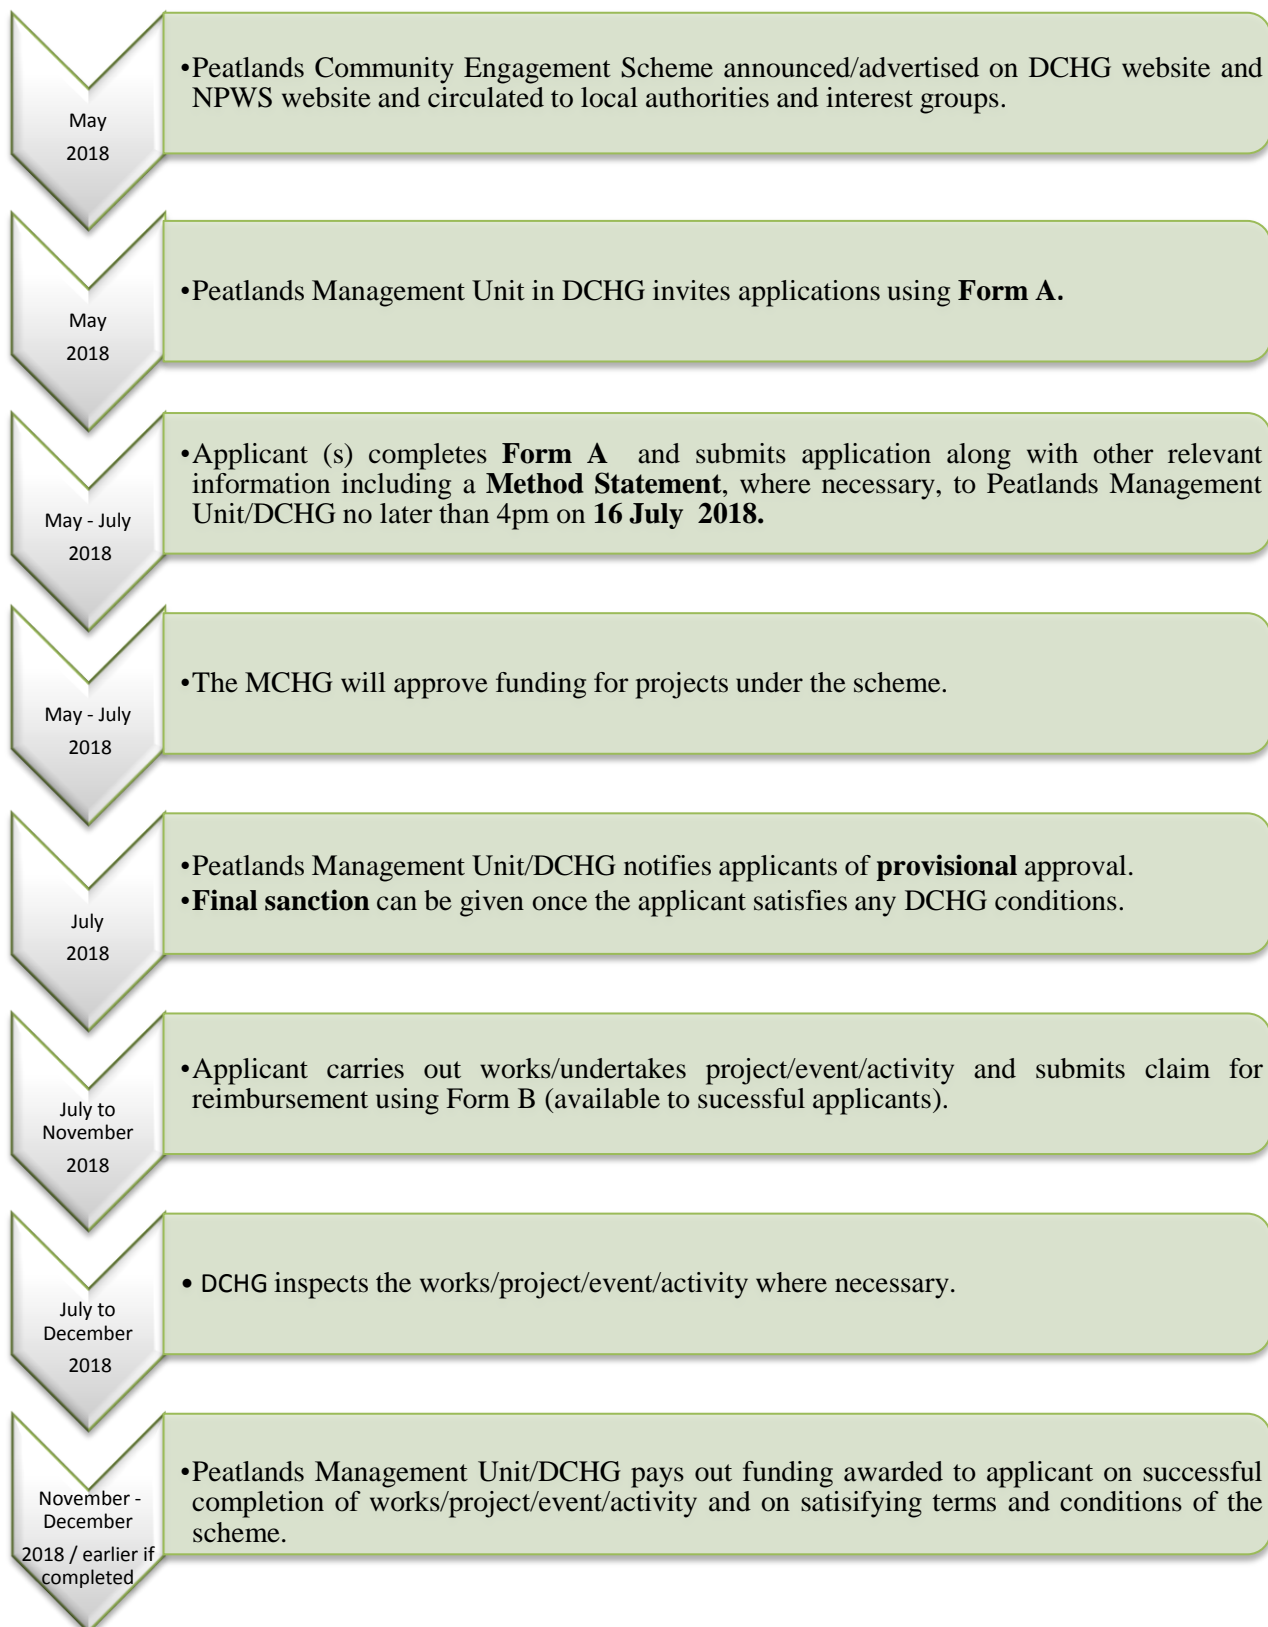 May
2018
•Peatlands Community Engagement Scheme announced/advertised on DCHG website and
NPWS website and circulated to local authorities and interest groups.
May
2018
•Peatlands Management Unit in DCHG invites applications using Form A.
May - July
2018
•Applicant (s) completes Form A and submits application along with other relevant
information including a Method Statement, where necessary, to Peatlands Management
Unit/DCHG no later than 4pm on 16 July 2018.
May - July
2018
•The MCHG will approve funding for projects under the scheme.
July
2018
•Peatlands Management Unit/DCHG notifies applicants of provisional approval.
•Final sanction can be given once the applicant satisfies any DCHG conditions.
July to
November
2018
•Applicant carries out works/undertakes project/event/activity and submits claim for
reimbursement using Form B (available to sucessful applicants).
July to
December
2018
• DCHG inspects the works/project/event/activity where necessary.
November -
December
2018 / earlier if
completed
•Peatlands Management Unit/DCHG pays out funding awarded to applicant on successful
completion of works/project/event/activity and on satisifying terms and conditions of the
scheme.